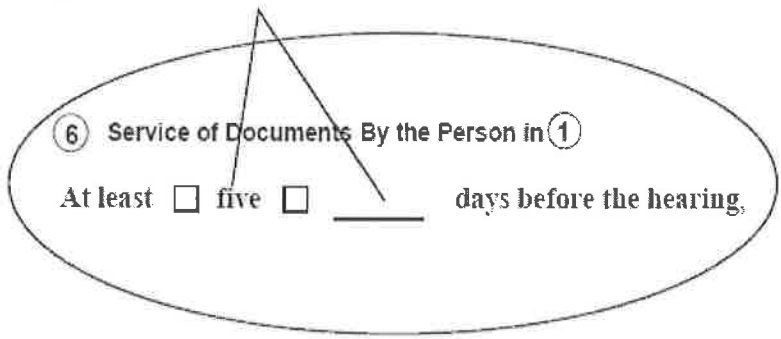 6 Service of Documents By the Person in 1
At least ☐ five ☐ ______ days before the hearing,